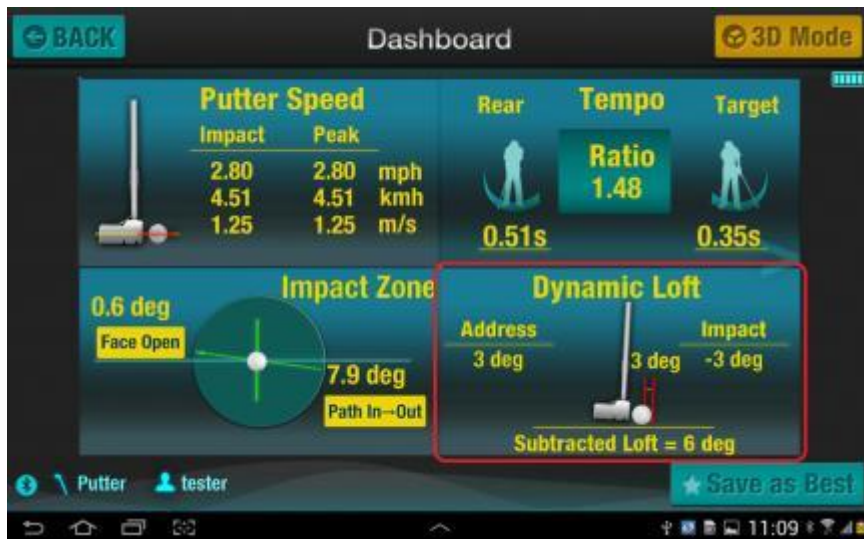 BACK
Dashboard
3D Mode
Putter Speed
Impact Peak
2.80 2.80 mph
4.51 4.51 kmh
1.25 1.25 m/s
Rear Tempo Target
Ratio
1.48
0.51s 0.35s
Impact Zone
0.6 deg
Face Open
7.9 deg
Path In→Out
Dynamic Loft
Address Impact
3 deg 3 deg -3 deg
Subtracted Loft = 6 deg
Putter tester
Save as Best
11:09